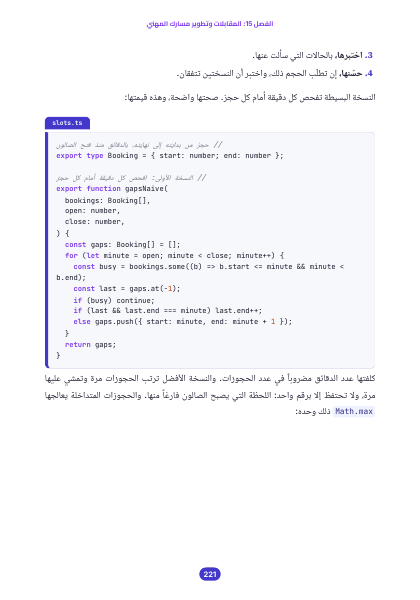 الفصل 15: المقابلات وتطوير مسارك المهني
3. اختبرها، بالحالات التي سألت عنها.
4. حسّنها، إن تطلّب الحجم ذلك، واختبر أن النسختين تتفقان.
النسخة البسيطة تفحص كل دقيقة أمام كل حجز. صحتها واضحة، وهذه قيمتها:
slots.ts
// حجز من بدايته إلى نهايته، بالدقائق منذ فتح الصالون
export type Booking = { start: number; end: number };
// النسخة الأولى: افحص كل دقيقة أمام كل حجز
export function gapsNaive(
bookings: Booking[],
open: number,
close: number,
) {
const gaps: Booking[] = [];
for (let minute = open; minute < close; minute++) {
const busy = bookings.some((b) => b.start <= minute && minute <
b.end);
const last = gaps.at(-1);
if (busy) continue;
if (last && last.end === minute) last.end++;
else gaps.push({ start: minute, end: minute + 1 });
}
return gaps;
}
كلفتها عدد الدقائق مضروباً في عدد الحجوزات. والنسخة الأفضل ترتب الحجوزات مرة وتمشي عليها
مرة، ولا تحتفظ إلا برقم واحد: اللحظة التي يصبح الصالون فارغاً منها. والحجوزات المتداخلة يعالجها
Math.max ذلك وحده:
221